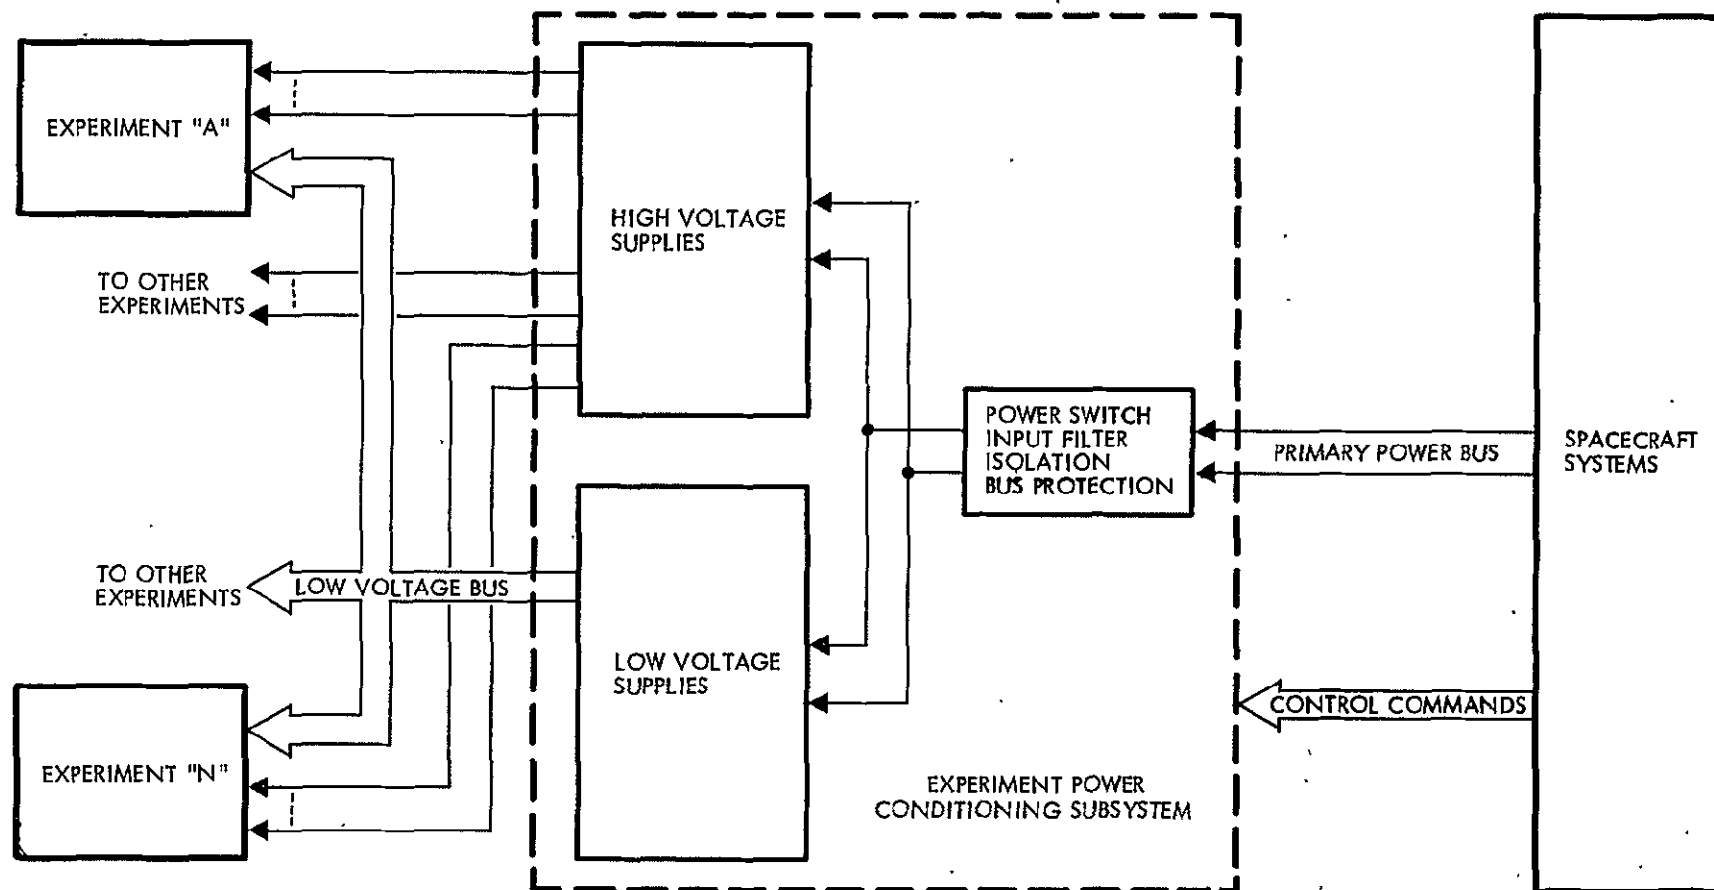 EXPERIMENT "A"
TO OTHER
EXPERIMENTS
HIGH VOLTAGE
SUPPLIES
POWER SWITCH
INPUT FILTER
ISOLATION
BUS PROTECTION
PRIMARY POWER BUS
SPACECRAFT
SYSTEMS
TO OTHER
EXPERIMENTS
LOW VOLTAGE BUS
LOW VOLTAGE
SUPPLIES
CONTROL COMMANDS
EXPERIMENT "N"
EXPERIMENT POWER
CONDITIONING SUBSYSTEM